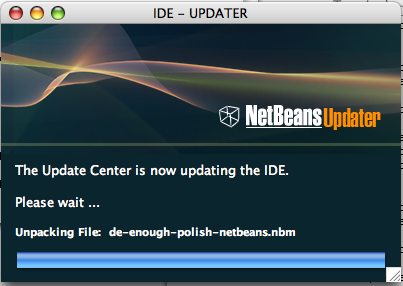 IDE - UPDATER
NetBeans Updater
The Update Center is now updating the IDE.
Please wait ...
Unpacking File: de-enough-polish-netbeans.nbm